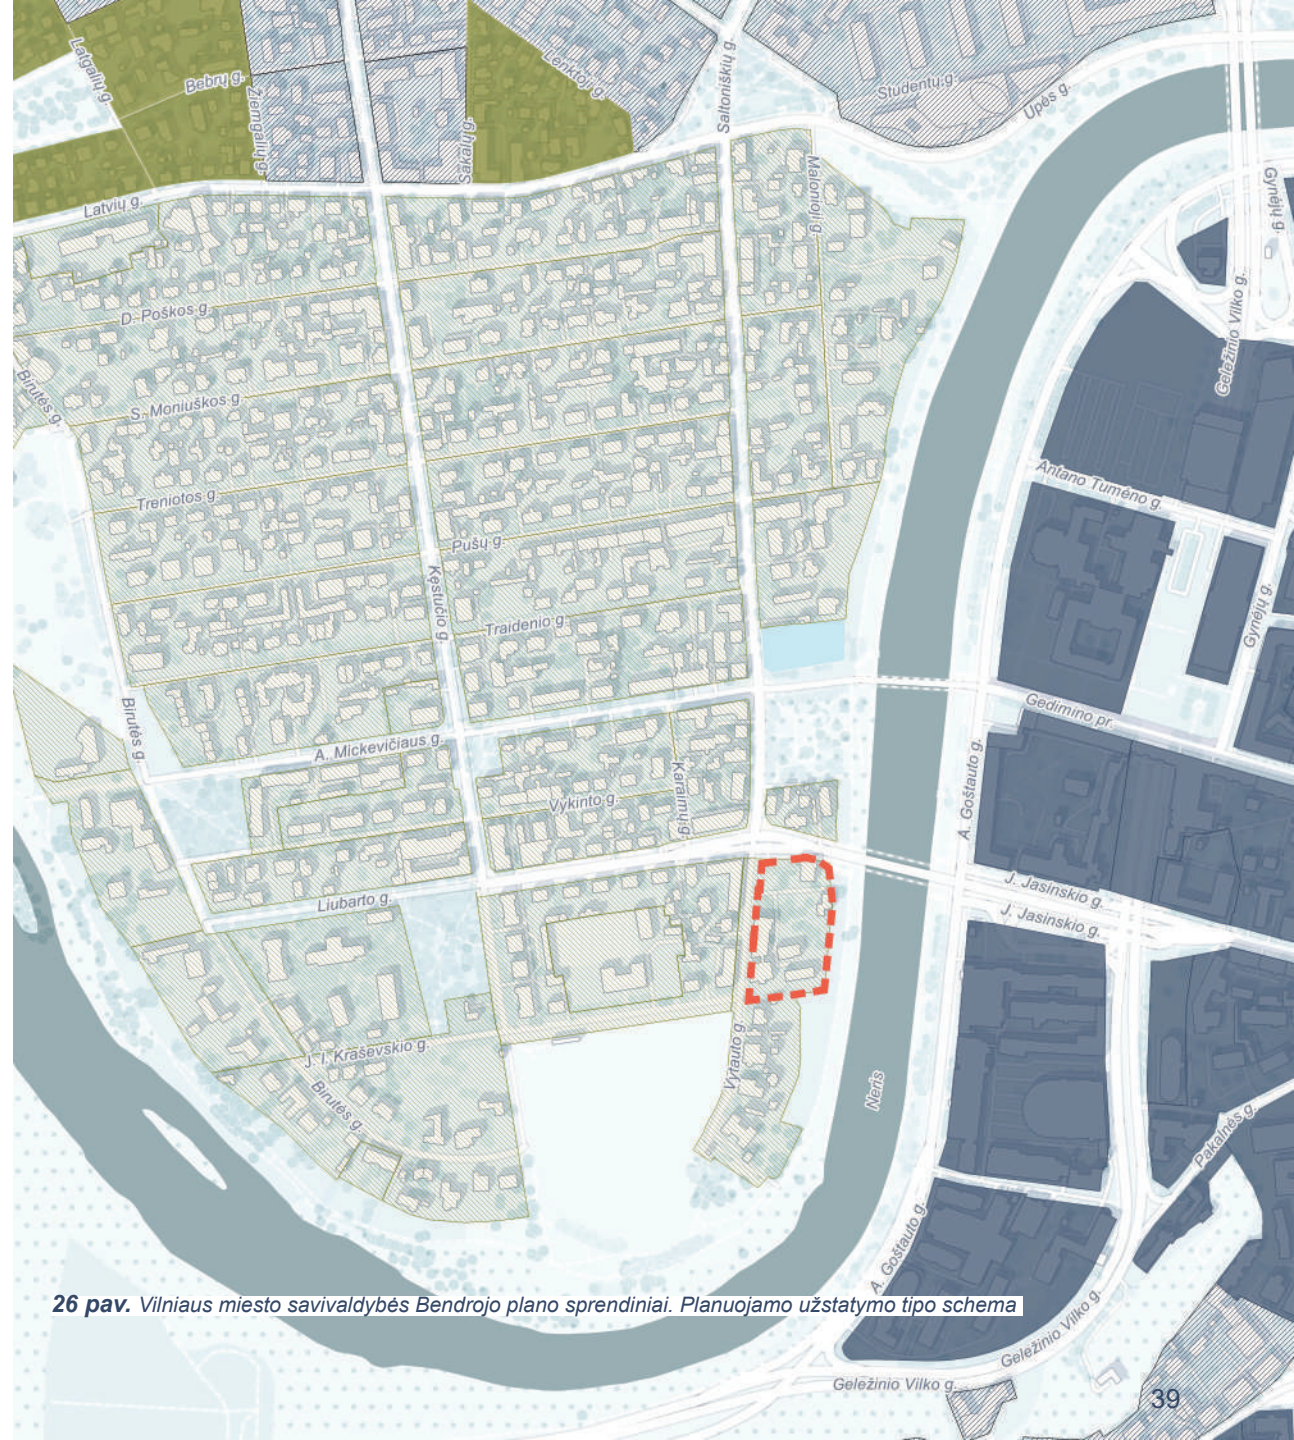 Latgalių g.
Bebrų g.
Žiemgalių g.
Sakalų g.
Lenktoji g.
Saltoniškių g.
Studentų g.
Upės g.
Gynėjų g.
Latvių g.
Malonioji g.
Geležinio Vilko g.
D. Poškos g.
Birutės g.
S. Moniuškos g.
Treniotos g.
Antano Tumėno g.
Pušų g.
Kęstučio g.
Traidenio g.
Gynėjų g.
Birutės g.
A. Mickevičiaus g.
Gedimino pr.
Vykinto g.
Karaimų g.
A. Goštauto g.
Liubarto g.
J. Jasinskio g.
J. Jasinskio g.
J. I. Kraševskio g.
Birutės g.
Vytauto g.
Neris
Pakalnės g.
A. Goštauto g.
26 pav. Vilniaus miesto savivaldybės Bendrojo plano sprendiniai. Planuojamo užstatymo tipo schema
Geležinio Vilko g.
Geležinio Vilko g.
39